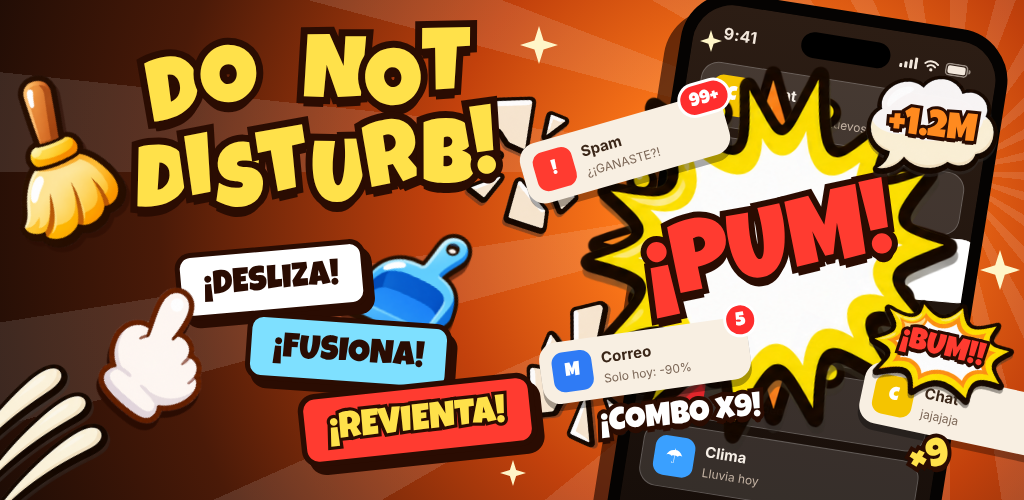 DO NOT
DISTURB!
¡DESLIZA!
¡FUSIONA!
¡REVIENTA!
9:41
99+
!
Spam
¡¿GANASTE?!
+1.2M
¡PUM!
5
M
Correo
Solo hoy: -90%
¡COMBO X9!
¡BUM!!
C
Chat
jajajaja
+9
Clima
Lluvia hoy